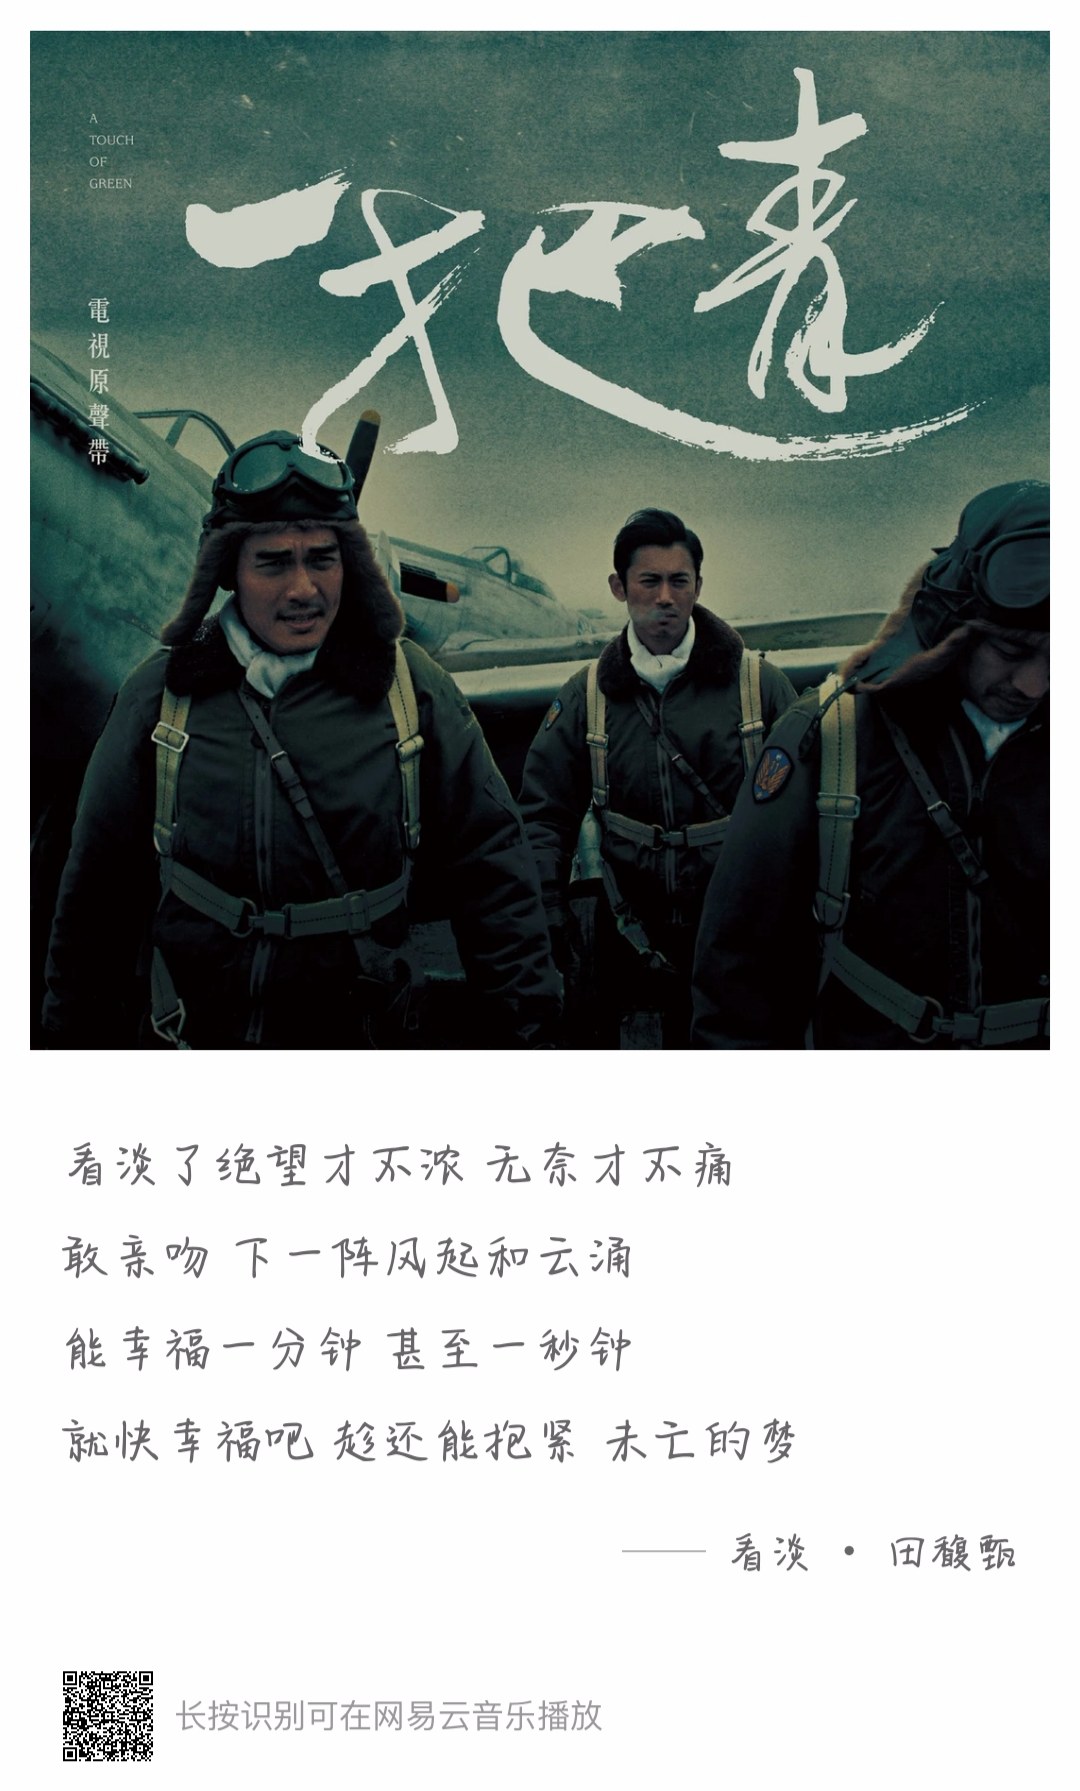 A
TOUCH
OF
GREEN
一把青
電視原聲帶
看淡了绝望才不浓 无奈才不痛
敢亲吻 下一阵风起和云涌
能幸福一分钟 甚至一秒钟
就快幸福吧 趁还能抱紧 未亡的梦
—— 看淡 • 田馥甄
长按识别可在网易云音乐播放